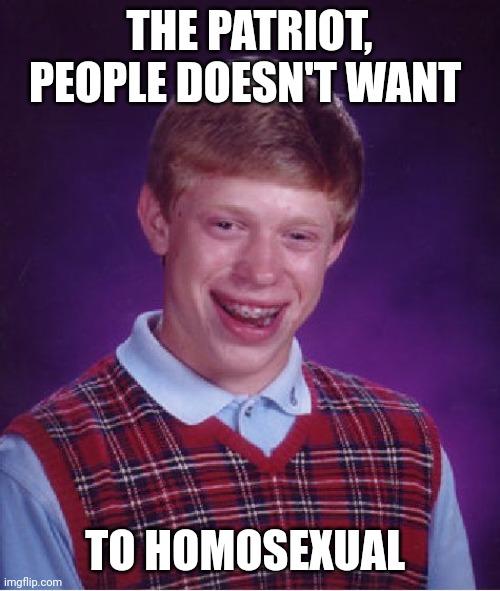 THE PATRIOT,
PEOPLE DOESN'T WANT
TO HOMOSEXUAL
imgflip.com